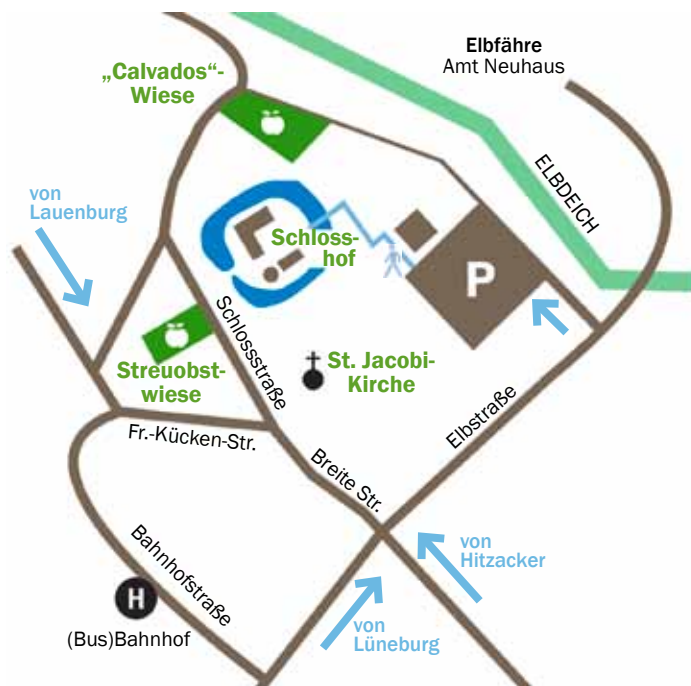 Elbfähre
Amt Neuhaus
„Calvados“-
Wiese
von
Lauenburg
ELBDEICH
Schloss-
hof
P
Schlossstraße
Streuobst-
wiese
St. Jacobi-
Kirche
Elbstraße
Fr.-Kücken-Str.
Breite Str.
Bahnhofstraße
von
Hitzacker
H
(Bus)Bahnhof
von
Lüneburg